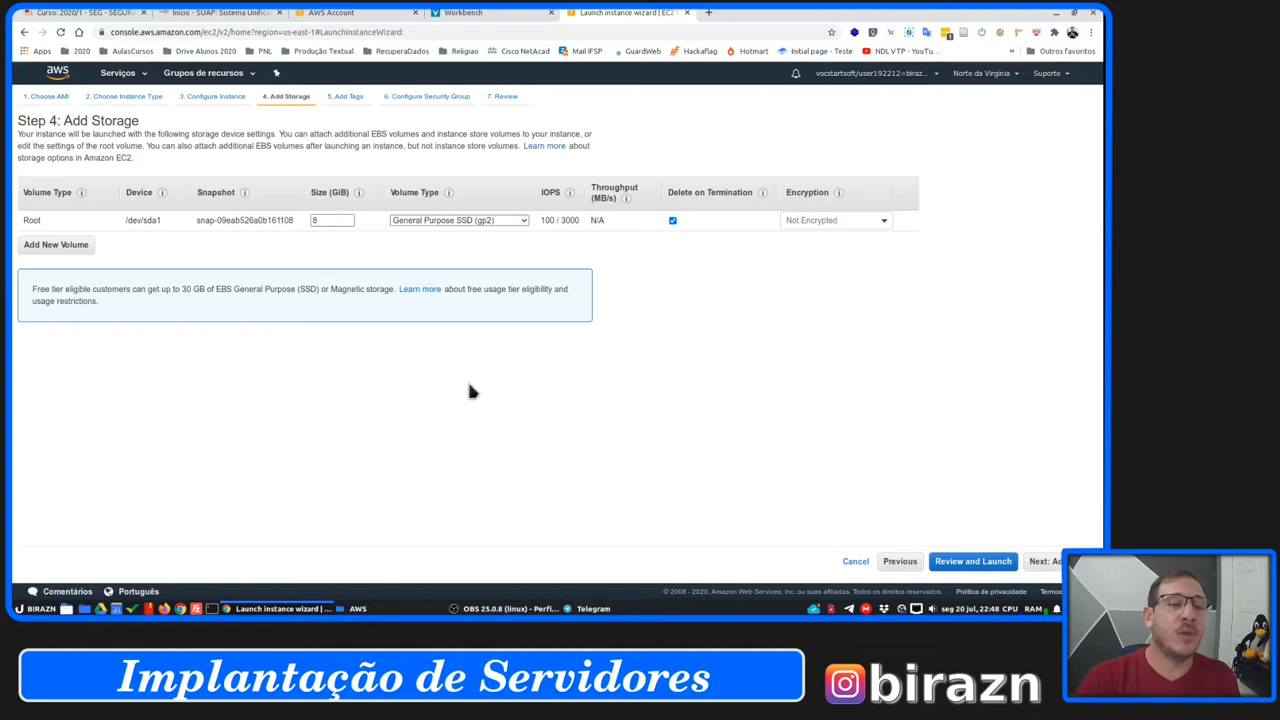 Curso: 2020/1 - SEG - SEGUR
Início - SUAP: Sistema Unific
AWS Account
Workbench
Launch instance wizard | EC2
console.aws.amazon.com/ec2/v2/home?region=us-east-1#LaunchInstanceWizard:
Apps 2020 AulasCursos Drive Alunos 2020 PNL Produção Textual RecuperaDados Religiao Cisco NetAcad Mail IFSP GuardWeb Hackaflag Hotmart Initial page - Teste NDL VTP - YouTu... » Outros favoritos
aws Serviços Grupos de recursos vocstartsoft/user192212=biraz... Norte da Virgínia Suporte
1. Choose AMI 2. Choose Instance Type 3. Configure Instance 4. Add Storage 5. Add Tags 6. Configure Security Group 7. Review
Step 4: Add Storage
Your instance will be launched with the following storage device settings. You can attach additional EBS volumes and instance store volumes to your instance, or
edit the settings of the root volume. You can also attach additional EBS volumes after launching an instance, but not instance store volumes. Learn more about
storage options in Amazon EC2.
Volume Type Device Snapshot Size (GiB) Volume Type IOPS Throughput (MB/s) Delete on Termination Encryption
Root /dev/sda1 snap-09eab526a0b161108 8 General Purpose SSD (gp2) 100 / 3000 N/A Not Encrypted
Add New Volume
Free tier eligible customers can get up to 30 GB of EBS General Purpose (SSD) or Magnetic storage. Learn more about free usage tier eligibility and
usage restrictions.
Cancel Previous Review and Launch Next: Ad
Comentários Português © 2008 - 2020, Amazon Web Services, Inc. ou suas afiliadas. Todos os direitos reservados. Política de privacidade Termos
BIRAZN Launch instance wizard |... AWS OBS 25.0.8 (linux) - Perfi... Telegram seg 20 jul, 22:48 CPU RAM
Implantação de Servidores
birazn